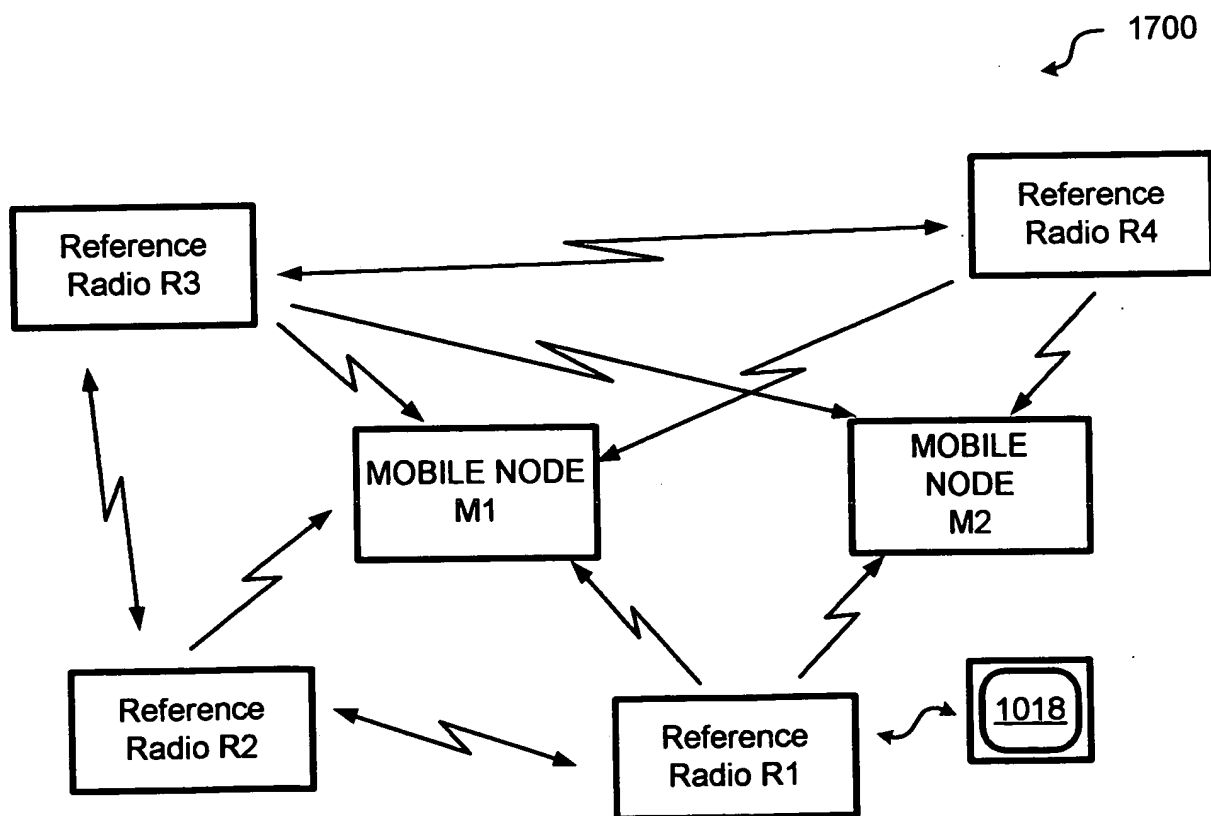 1700
Reference
Radio R4
Reference
Radio R3
MOBILE NODE
M1
MOBILE
NODE
M2
Reference
Radio R2
Reference
Radio R1
1018